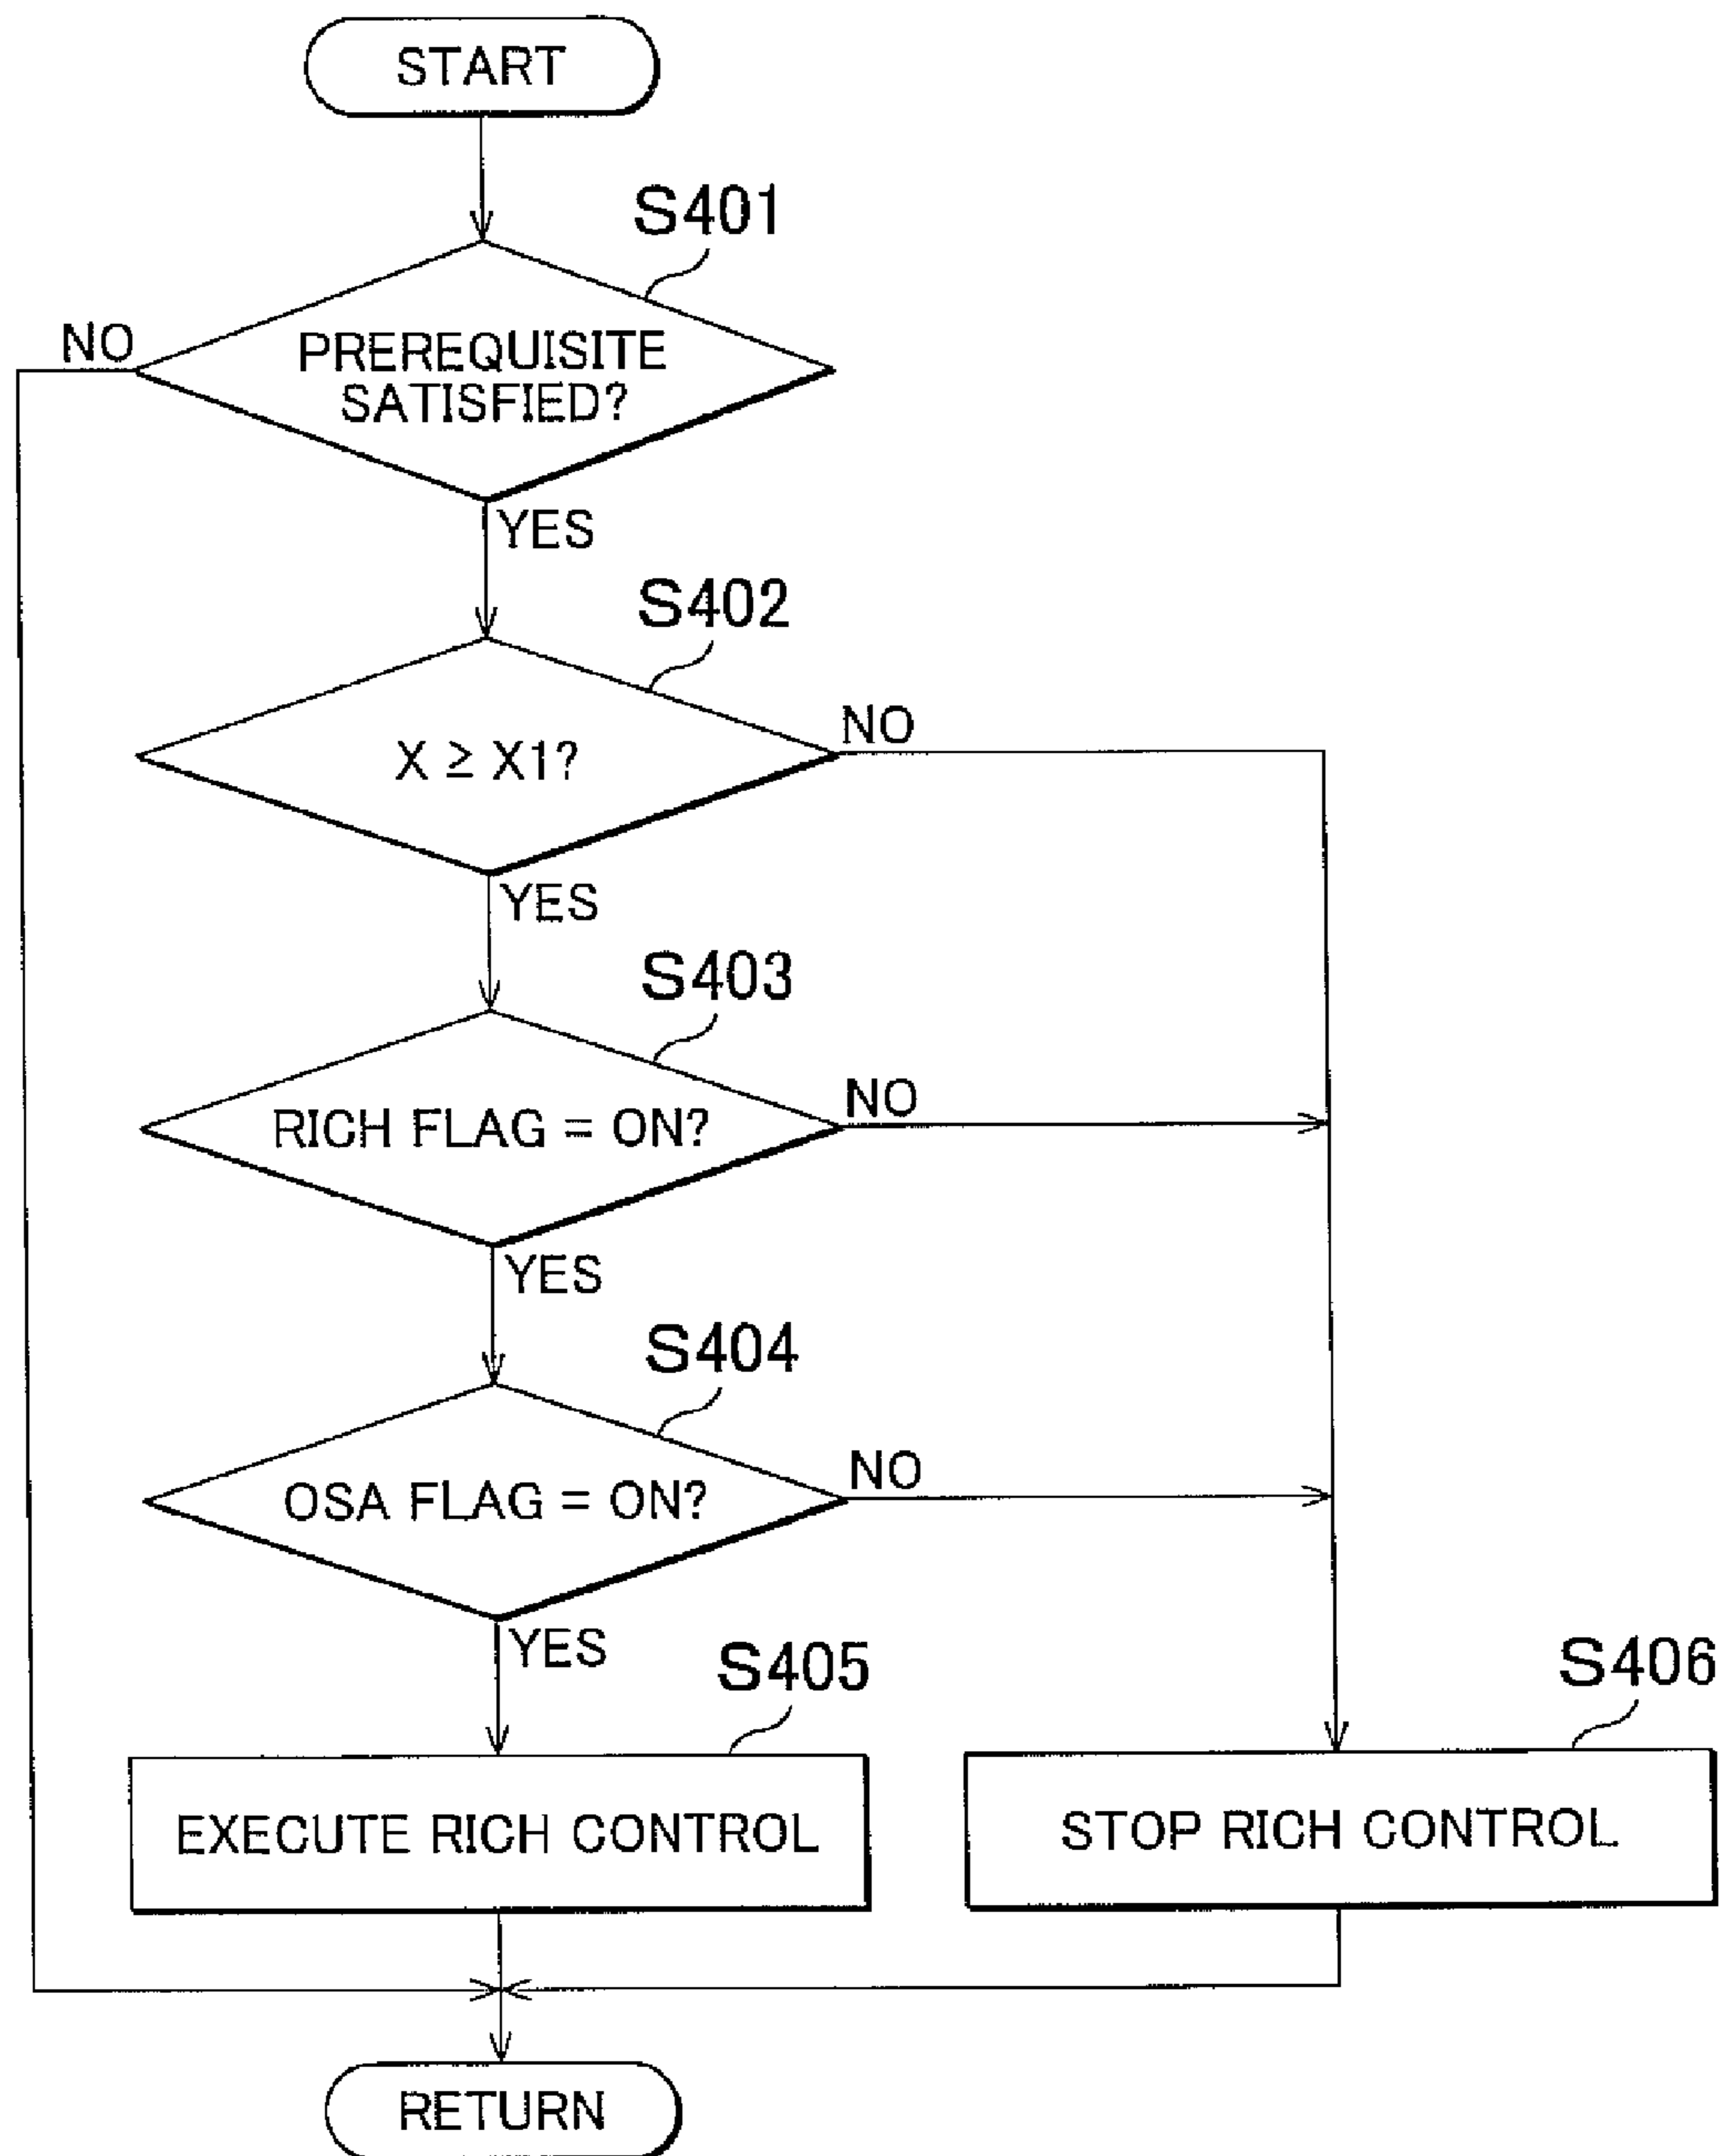 START
S401
NO
PREREQUISITE
SATISFIED?
YES
S402
NO
X ≥ X1?
YES
S403
NO
RICH FLAG = ON?
YES
S404
NO
OSA FLAG = ON?
YES
S405
S406
EXECUTE RICH CONTROL
STOP RICH CONTROL
RETURN